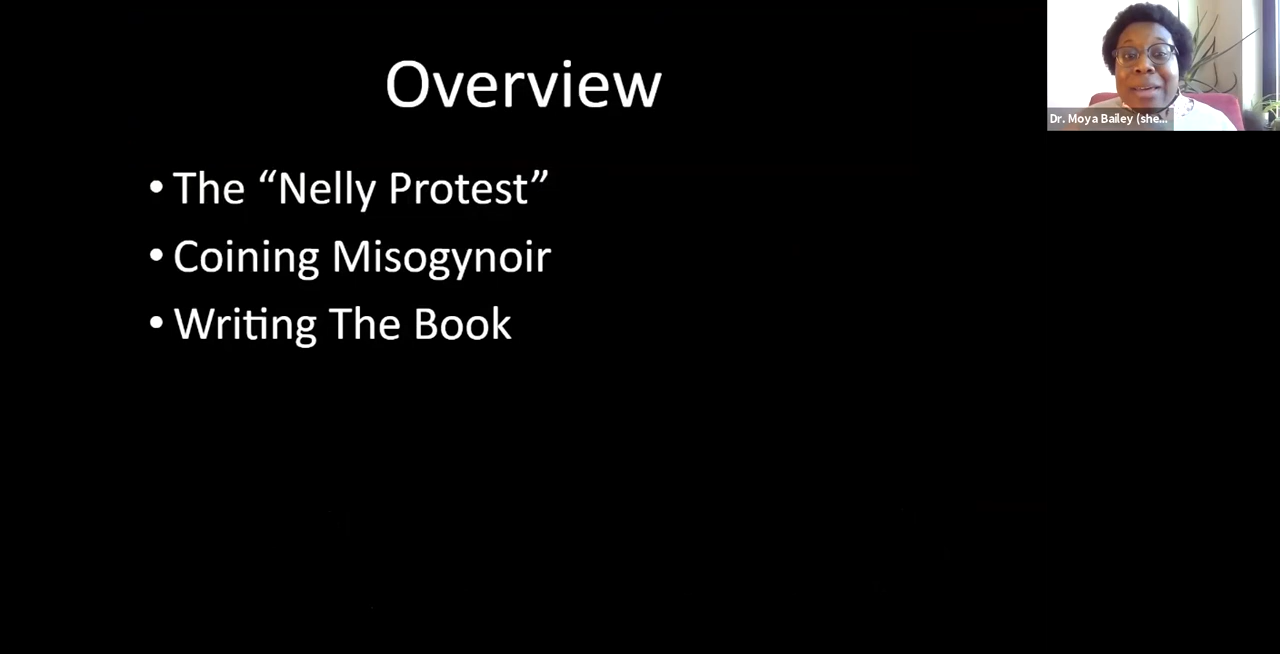 Overview
• The “Nelly Protest”
• Coining Misogynoir
• Writing The Book
Dr. Moya Bailey (she...